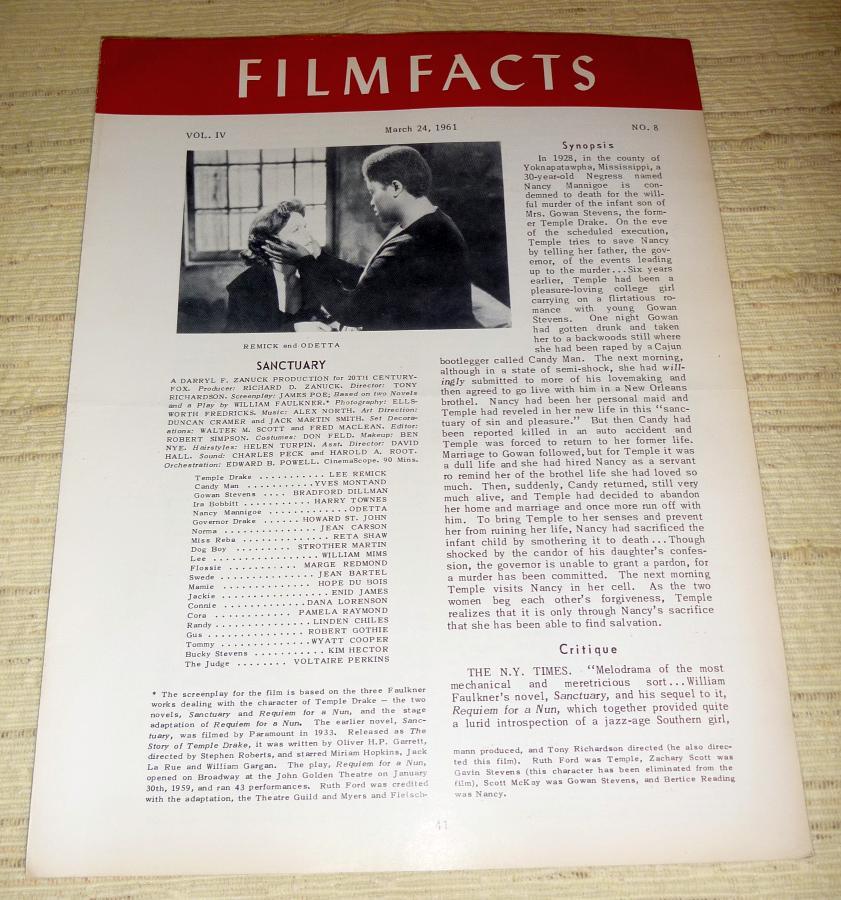 FILMFACTS
VOL. IV
March 24, 1961
NO. 8
REMICK and ODETTA
SANCTUARY
A DARRYL F. ZANUCK PRODUCTION for 20TH CENTURY-
FOX. Producer: RICHARD D. ZANUCK. Director: TONY
RICHARDSON. Screenplay: JAMES POE; Based on two Novels
and a Play by WILLIAM FAULKNER.* Photography: ELLS-
WORTH FREDRICKS. Music: ALEX NORTH. Art Direction:
DUNCAN CRAMER and JACK MARTIN SMITH. Set Decora-
tions: WALTER M. SCOTT and FRED MACLEAN. Editor:
ROBERT SIMPSON. Costumes: DON FELD. Makeup: BEN
NYE. Hairstyles: HELEN TURPIN. Asst. Director: DAVID
HALL. Sound: CHARLES PECK and HAROLD A. ROOT.
Orchestration: EDWARD B. POWELL. CinemaScope. 90 Mins.
Temple Drake ........... LEE REMICK
Candy Man ............YVES MONTAND
Gowan Stevens .... BRADFORD DILLMAN
Ira Bobbitt ............HARRY TOWNES
Nancy Mannigoe ..............ODETTA
Governor Drake ...... HOWARD ST. JOHN
Norma ................ JEAN CARSON
Miss Reba .............. RETA SHAW
Dog Boy ......... STROTHER MARTIN
Lee .................. WILLIAM MIMS
Flossie ........... MARGE REDMOND
Swede ............... JEAN BARTEL
Mamie ............. HOPE DU BOIS
Jackie ................ ENID JAMES
Connie ............DANA LORENSON
Cora ............ PAMELA RAYMOND
Randy ...............LINDEN CHILES
Gus ............... ROBERT GOTHIE
Tommy .............WYATT COOPER
Bucky Stevens ........... KIM HECTOR
The Judge ........ VOLTAIRE PERKINS
* The screenplay for the film is based on the three Faulkner
works dealing with the character of Temple Drake — the two
novels, Sanctuary and Requiem for a Nun, and the stage
adaptation of Requiem for a Nun. The earlier novel, Sanc-
tuary, was filmed by Paramount in 1933. Released as The
Story of Temple Drake, it was written by Oliver H.P. Garrett,
directed by Stephen Roberts, and starred Miriam Hopkins, Jack
La Rue and William Gargan. The play, Requiem for a Nun,
opened on Broadway at the John Golden Theatre on January
30th, 1959, and ran 43 performances. Ruth Ford was credited
with the adaptation, the Theatre Guild and Myers and Fleisch-
Synopsis
In 1928, in the county of
Yoknapatawpha, Mississippi, a
30-year-old Negress named
Nancy Mannigoe is con-
demned to death for the will-
ful murder of the infant son of
Mrs. Gowan Stevens, the form-
er Temple Drake. On the eve
of the scheduled execution,
Temple tries to save Nancy
by telling her father, the gov-
ernor, of the events leading
up to the murder...Six years
earlier, Temple had been a
pleasure-loving college girl
carrying on a flirtatious ro-
mance with young Gowan
Stevens. One night Gowan
had gotten drunk and taken
her to a backwoods still where
she had been raped by a Cajun
bootlegger called Candy Man. The next morning,
although in a state of semi-shock, she had will-
ingly submitted to more of his lovemaking and
then agreed to go live with him in a New Orleans
brothel. Nancy had been her personal maid and
Temple had reveled in her new life in this "sanc-
tuary of sin and pleasure." But then Candy had
been reported killed in an auto accident and
Temple was forced to return to her former life.
Marriage to Gowan followed, but for Temple it was
a dull life and she had hired Nancy as a servant
to remind her of the brothel life she had loved so
much. Then, suddenly, Candy returned, still very
much alive, and Temple had decided to abandon
her home and marriage and once more run off with
him. To bring Temple to her senses and prevent
her from ruining her life, Nancy had sacrificed the
infant child by smothering it to death...Though
shocked by the candor of his daughter's confes-
sion, the governor is unable to grant a pardon, for
a murder has been committed. The next morning
Temple visits Nancy in her cell. As the two
women beg each other's forgiveness, Temple
realizes that it is only through Nancy's sacrifice
that she has been able to find salvation.
Critique
THE N.Y. TIMES. "Melodrama of the most
mechanical and meretricious sort...William
Faulkner's novel, Sanctuary, and his sequel to it,
Requiem for a Nun, which together provided quite
a lurid introspection of a jazz-age Southern girl,
mann produced, and Tony Richardson directed (he also direc-
ted this film). Ruth Ford was Temple, Zachary Scott was
Gavin Stevens (this character has been eliminated from the
film), Scott McKay was Gowan Stevens, and Bertice Reading
was Nancy.
41